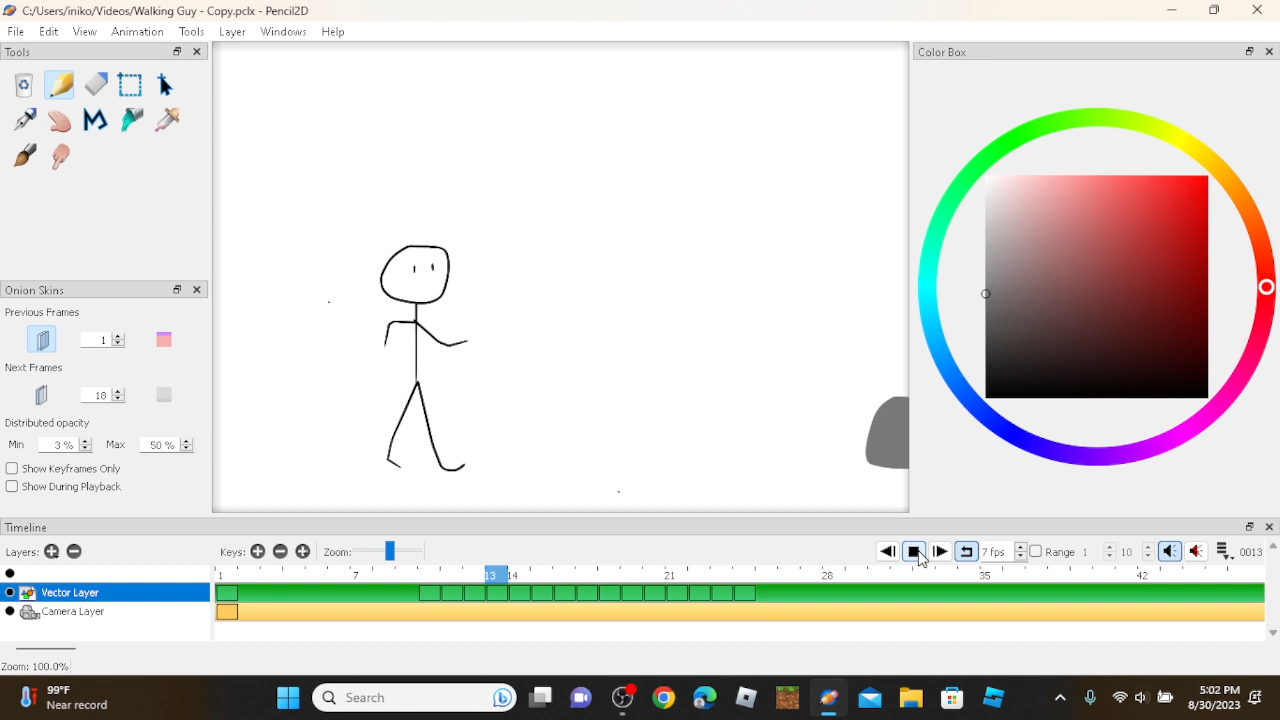 C:/Users/iniko/Videos/Walking Guy - Copy.pclx - Pencil2D
File Edit View Animation Tools Layer Windows Help
Tools
Color Box
Onion Skins
Previous Frames
1
Next Frames
18
Distributed opacity
Min 3 % Max 50 %
Show Keyframes Only
Show During Playback
Timeline
Layers: Keys: Zoom: 7 fps Range 1 10 0013
1 7 13 14 21 28 35 42
Vector Layer
Camera Layer
Zoom: 100.0%
99°F
Near record
Search
5:02 PM
8/30/2023